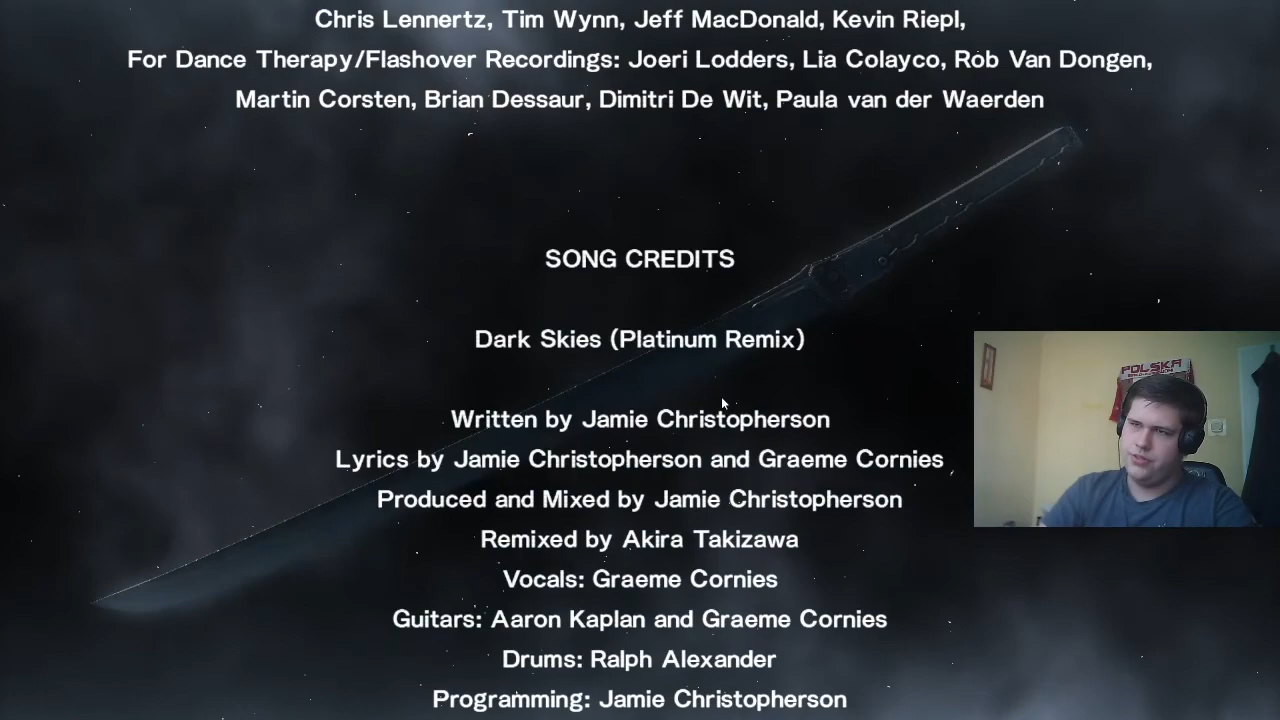 Chris Lennertz, Tim Wynn, Jeff MacDonald, Kevin Riepl,
For Dance Therapy/Flashover Recordings: Joeri Lodders, Lia Colayco, Rob Van Dongen,
Martin Corsten, Brian Dessaur, Dimitri De Wit, Paula van der Waerden
SONG CREDITS
Dark Skies (Platinum Remix)
POLSKA
Written by Jamie Christopherson
Lyrics by Jamie Christopherson and Graeme Cornies
Produced and Mixed by Jamie Christopherson
Remixed by Akira Takizawa
Vocals: Graeme Cornies
Guitars: Aaron Kaplan and Graeme Cornies
Drums: Ralph Alexander
Programming: Jamie Christopherson